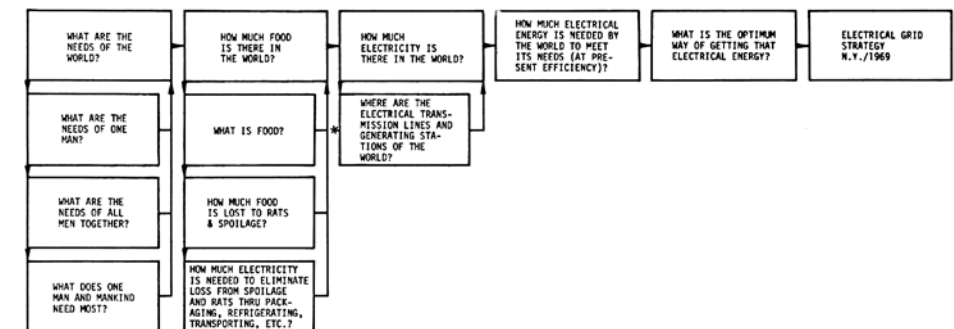 WHAT ARE THE
NEEDS OF THE
WORLD?
HOW MUCH FOOD
IS THERE IN
THE WORLD?
HOW MUCH
ELECTRICITY IS
THERE IN THE WORLD?
HOW MUCH ELECTRICAL
ENERGY IS NEEDED BY
THE WORLD TO MEET
ITS NEEDS (AT PRE-
SENT EFFICIENCY)?
WHAT IS THE OPTIMUM
WAY OF GETTING THAT
ELECTRICAL ENERGY?
ELECTRICAL GRID
STRATEGY
N.Y./1969
WHAT ARE THE
NEEDS OF ONE
MAN?
WHAT IS FOOD?
*
WHERE ARE THE
ELECTRICAL TRANS-
MISSION LINES AND
GENERATING STA-
TIONS OF THE
WORLD?
WHAT ARE THE
NEEDS OF ALL
MEN TOGETHER?
HOW MUCH FOOD
IS LOST TO RATS
& SPOILAGE?
WHAT DOES ONE
MAN AND MANKIND
NEED MOST?
HOW MUCH ELECTRICITY
IS NEEDED TO ELIMINATE
LOSS FROM SPOILAGE
AND RATS THRU PACK-
AGING, REFRIGERATING,
TRANSPORTING, ETC.?